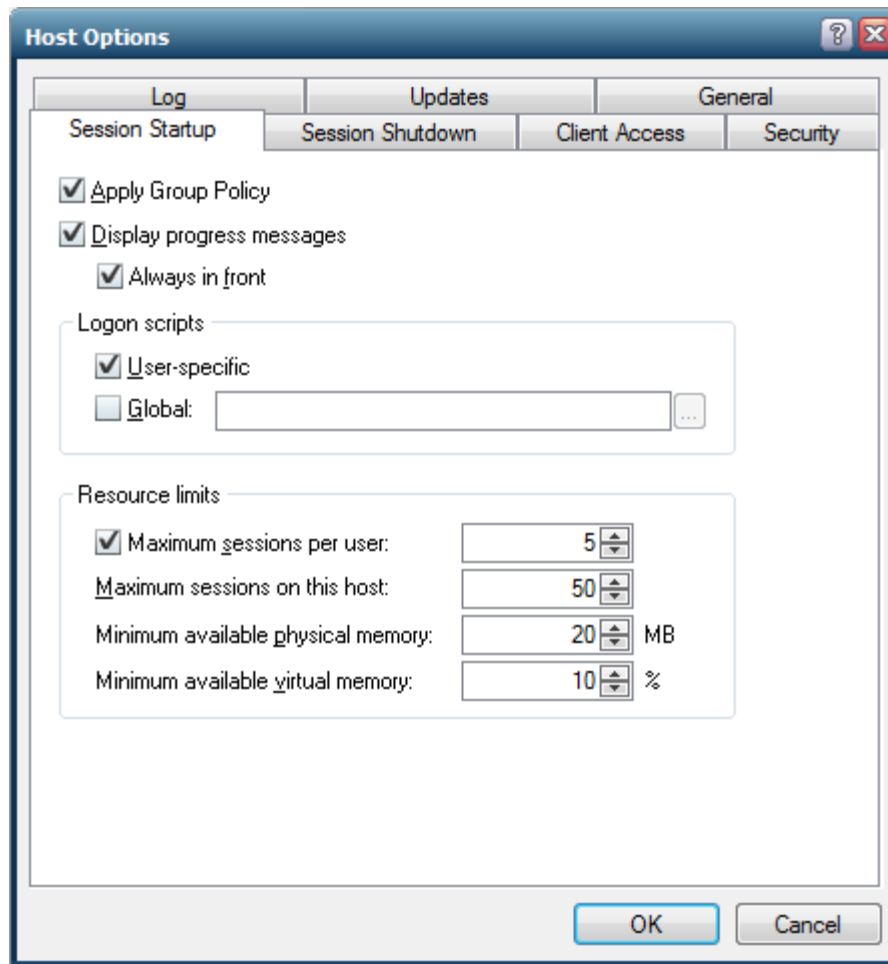 Host Options
Log Updates General
Session Startup Session Shutdown Client Access Security
Apply Group Policy
Display progress messages
Always in front
Logon scripts
User-specific
Global: ...
Resource limits
Maximum sessions per user: 5
Maximum sessions on this host: 50
Minimum available physical memory: 20 MB
Minimum available virtual memory: 10 %
OK Cancel